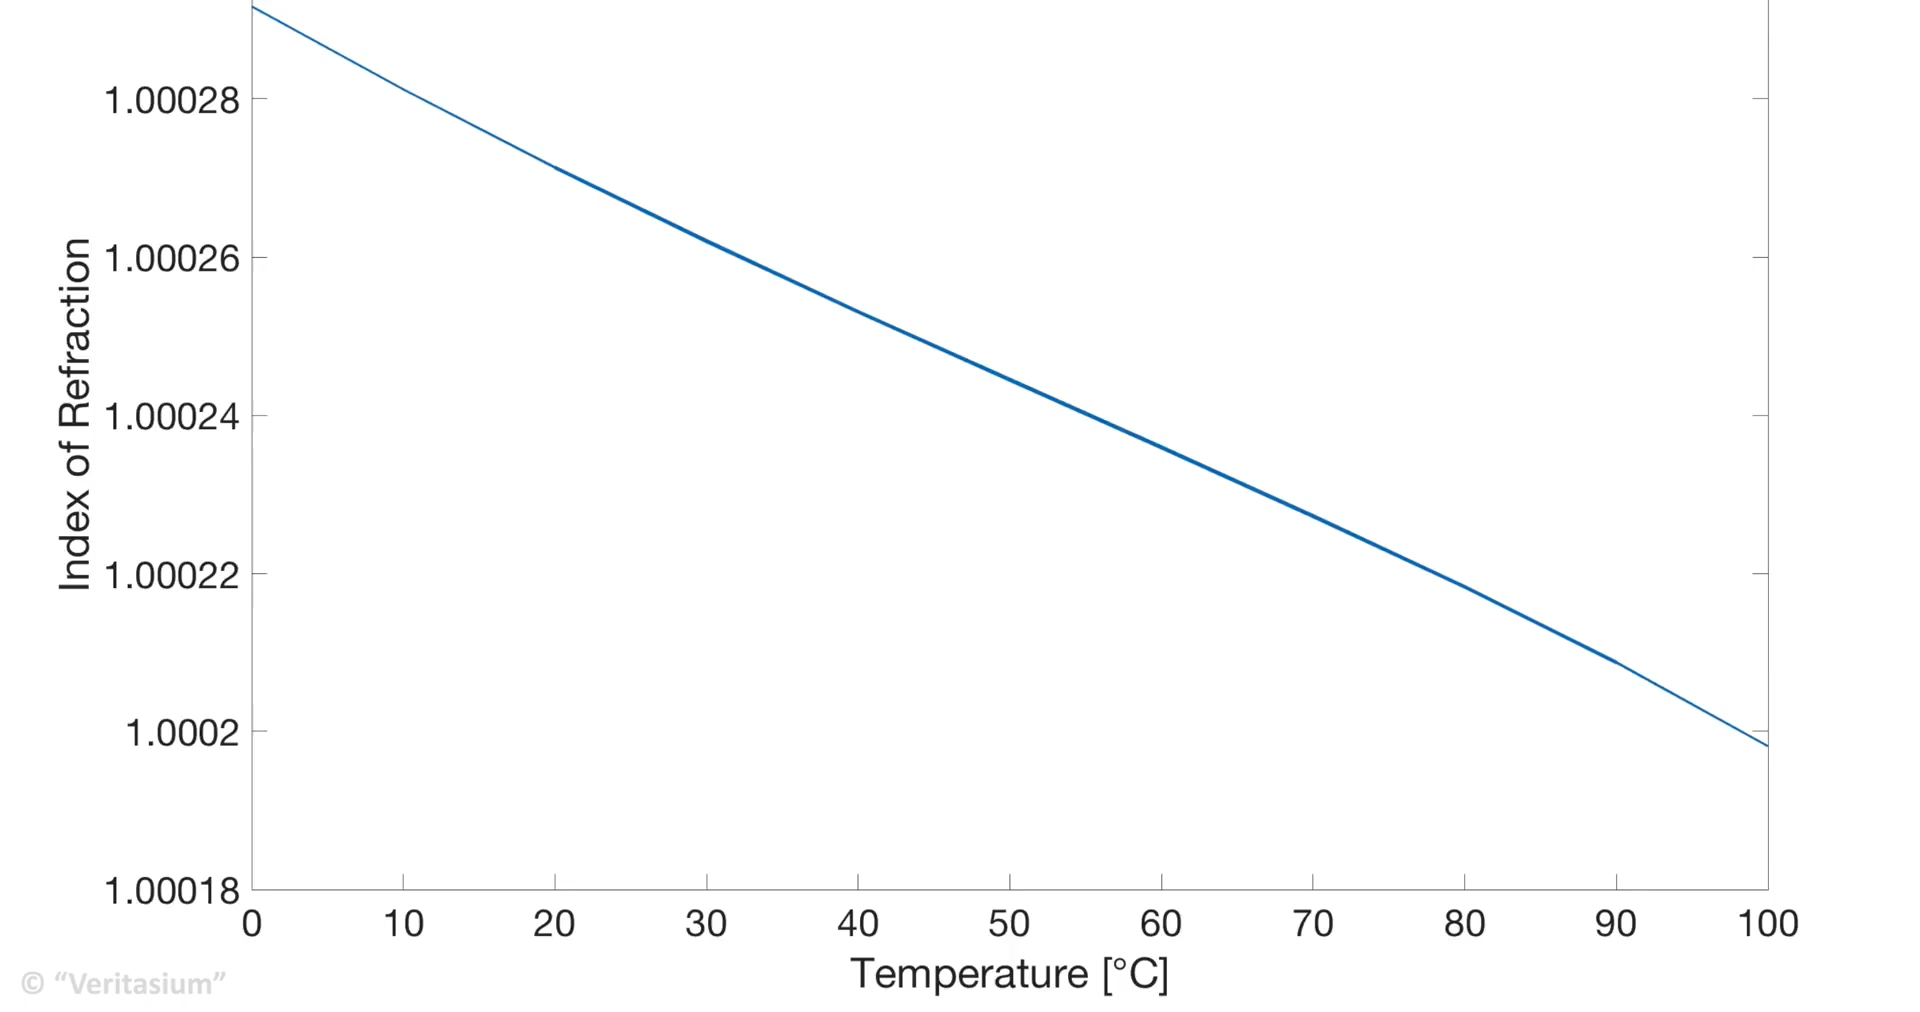 1.00028
1.00026
1.00024
1.00022
1.0002
1.00018
Index of Refraction
0 10 20 30 40 50 60 70 80 90 100
Temperature [°C]
© “Veritasium”